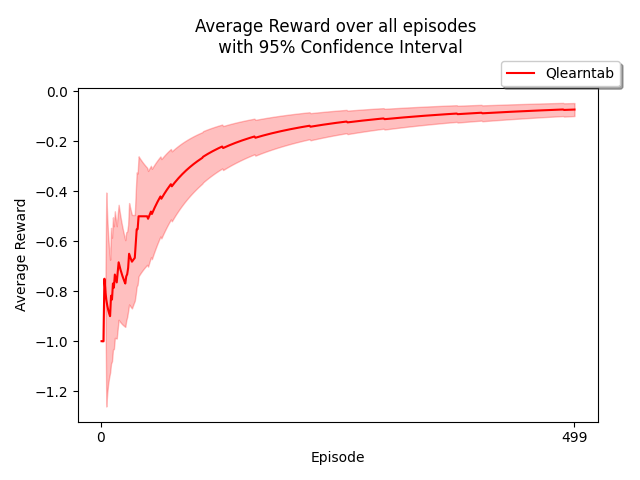 Average Reward over all episodes
with 95% Confidence Interval
Qlearntab
0.0
−0.2
−0.4
−0.6
−0.8
−1.0
−1.2
Average Reward
0
499
Episode